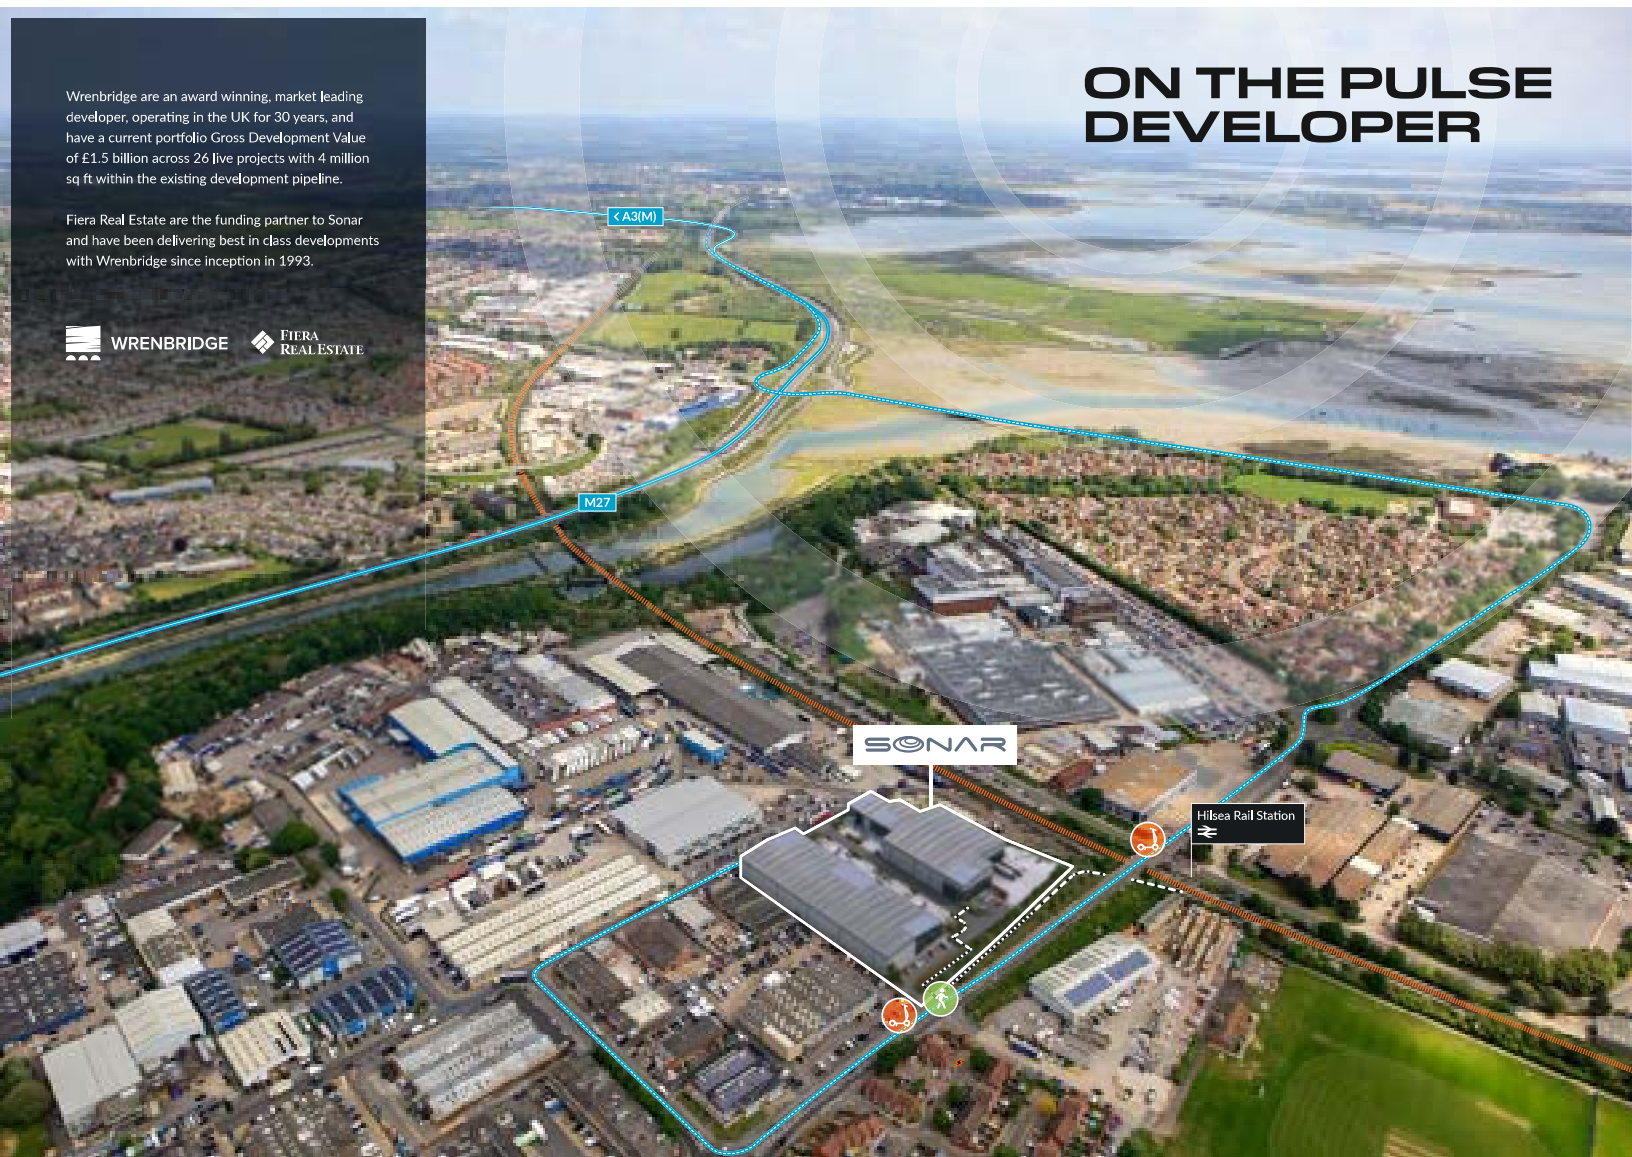 ON THE PULSE
DEVELOPER
Wrenbridge are an award winning, market leading
developer, operating in the UK for 30 years, and
have a current portfolio Gross Development Value
of £1.5 billion across 26 live projects with 4 million
sq ft within the existing development pipeline.
Fiera Real Estate are the funding partner to Sonar
and have been delivering best in class developments
with Wrenbridge since inception in 1993.
WRENBRIDGE
FIERA
REAL ESTATE
< A3(M)
M27
SONAR
Hilsea Rail Station